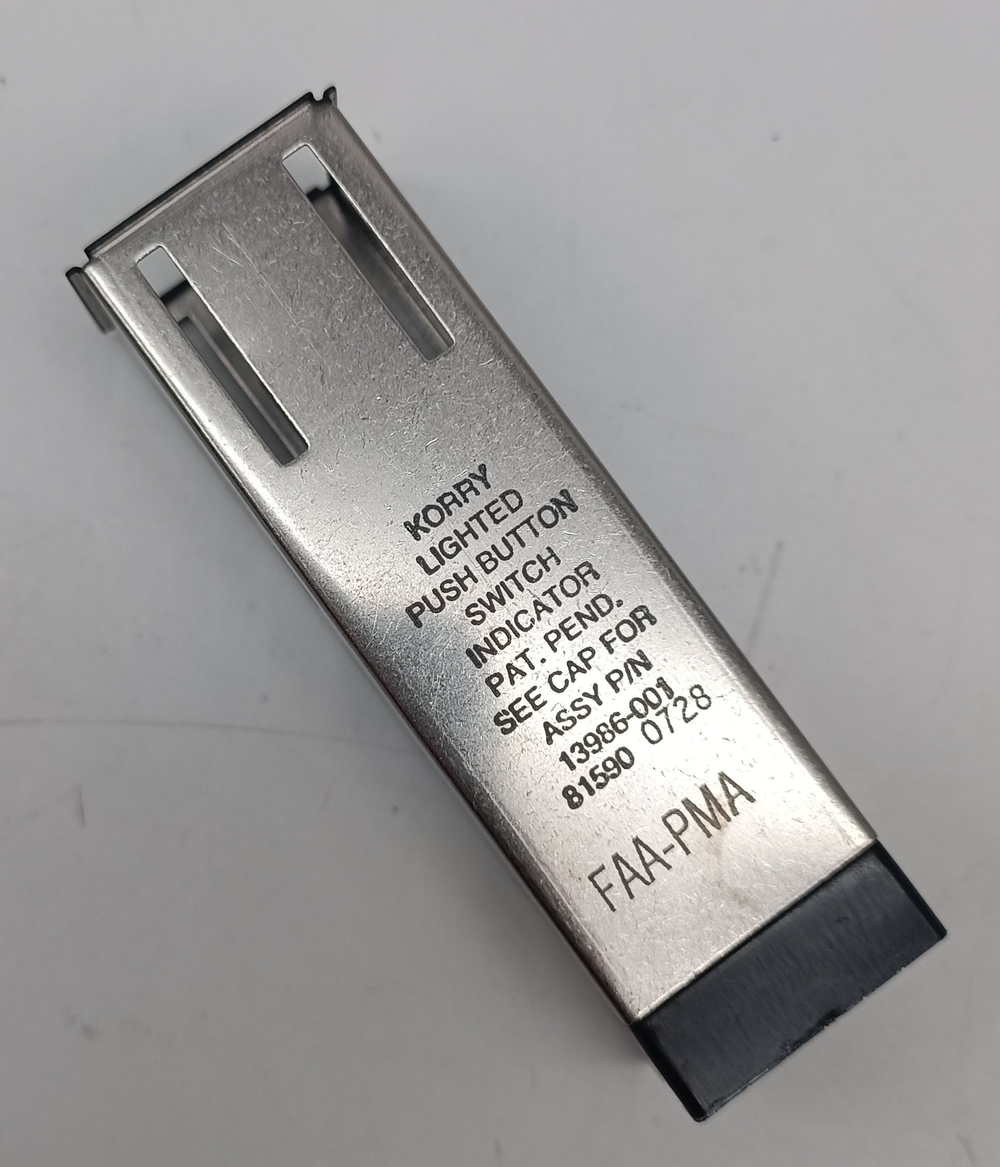 KORRY
LIGHTED
PUSH BUTTON
SWITCH
INDICATOR
PAT. PEND.
SEE CAP FOR
ASSY P/N
13986-001
81590 0728
FAA-PMA